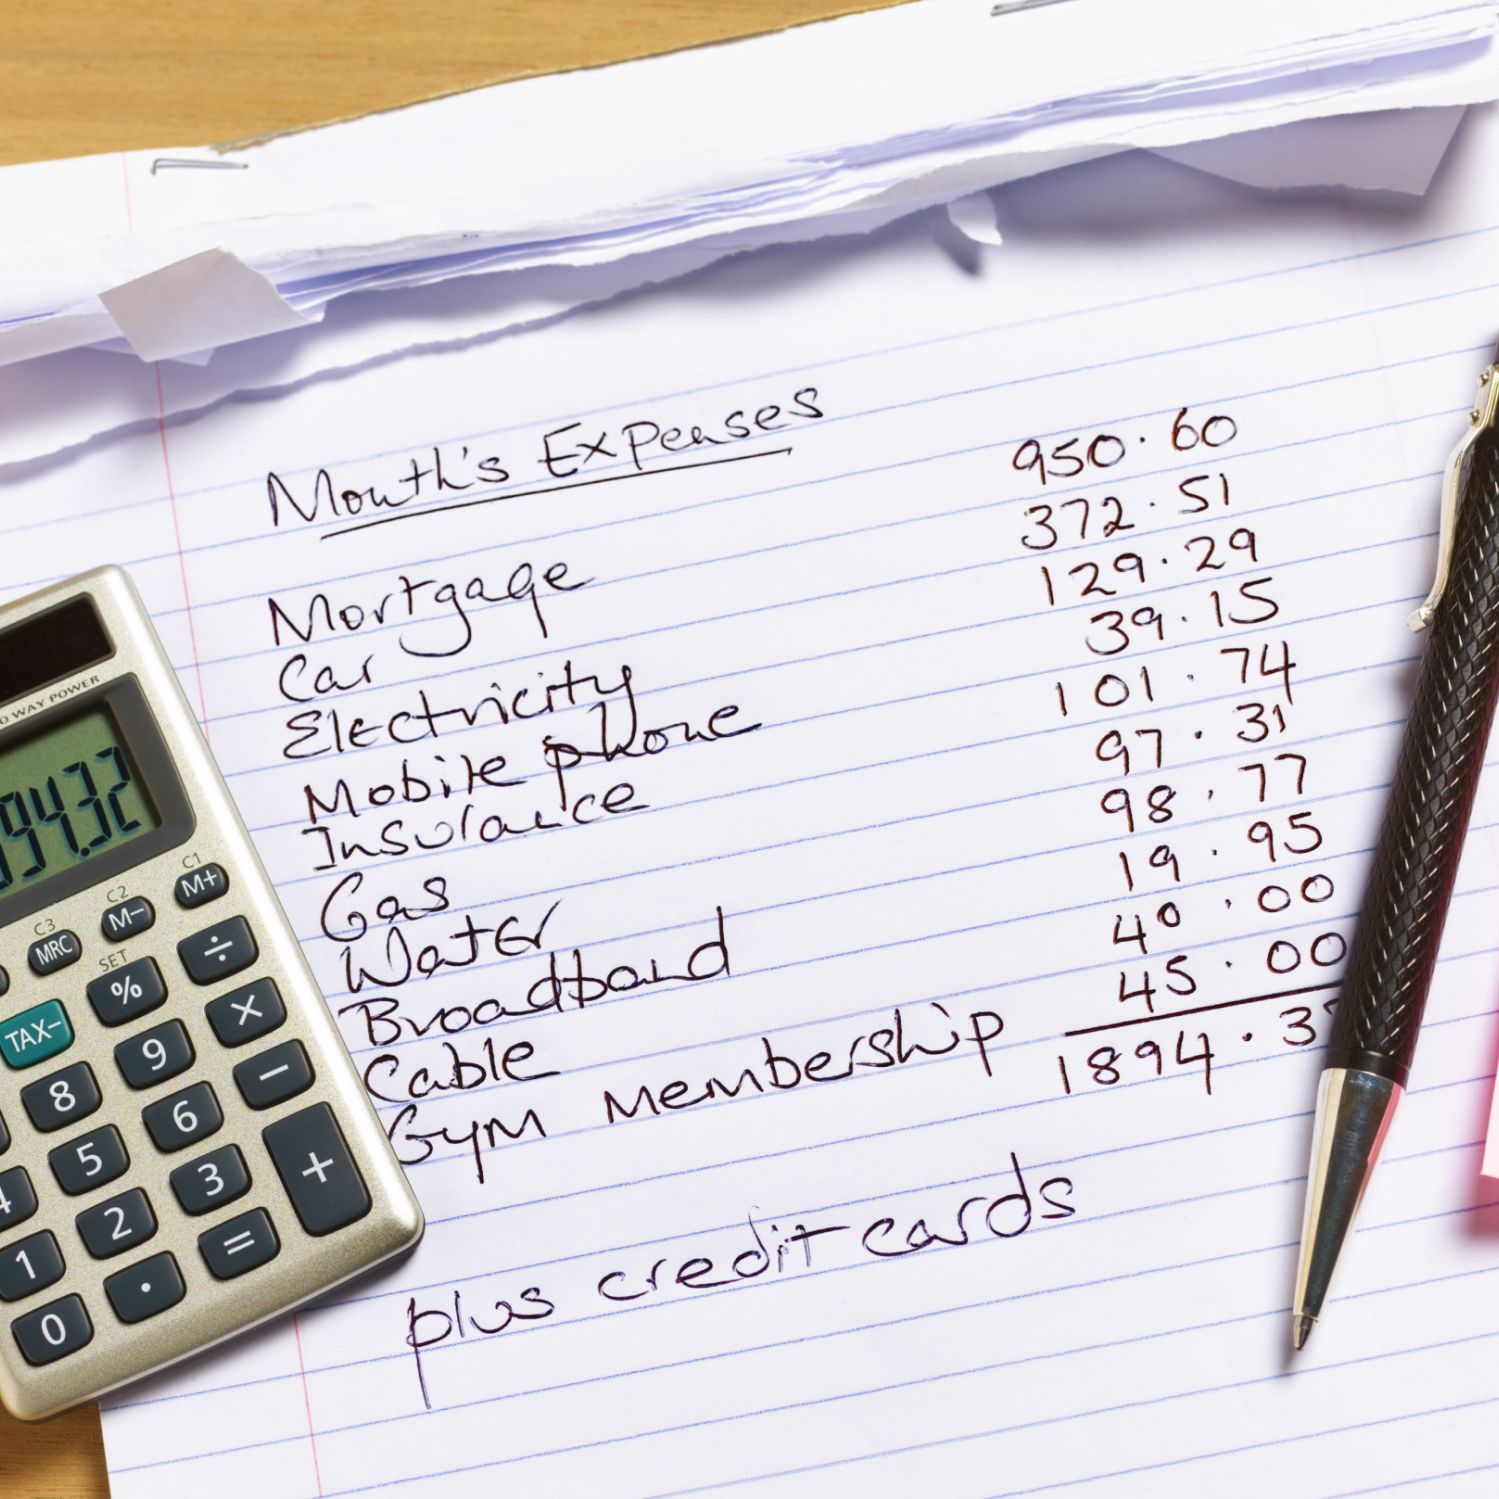 Month's Expenses
Mortgage 950.60
Car 372.51
Electricity 129.29
Mobile phone 39.15
Insurance 101.74
Gas 97.31
Water 98.77
Broadband 19.95
Cable 40.00
Gym Membership 45.00
1894.3
plus credit cards
O WAY POWER
94.32
C1
C2
C3
M+
M-
MRC
SET
÷
%
TAX-
×
9
8
−
6
5
4
+
3
2
1
=
.
0